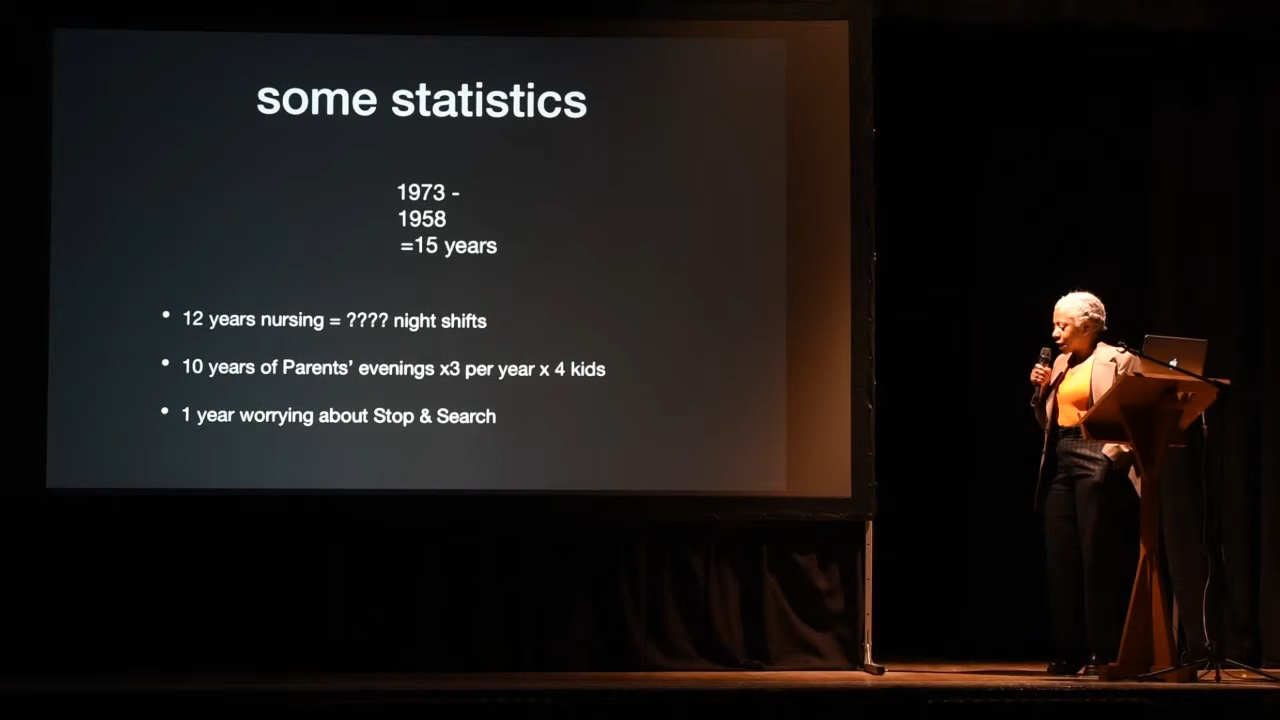 some statistics
1973 -
1958
=15 years
• 12 years nursing = ???? night shifts
• 10 years of Parents’ evenings x3 per year x 4 kids
• 1 year worrying about Stop & Search